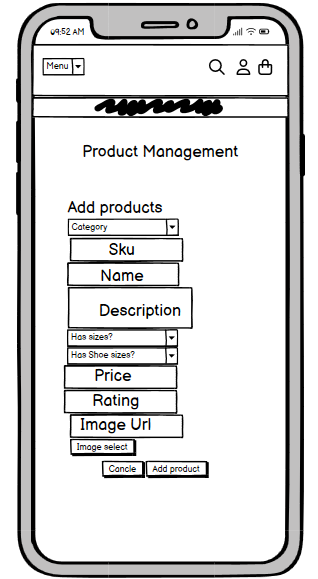 09:52 AM
Menu
Product Management
Add products
Category
Sku
Name
Description
Has sizes?
Has Shoe sizes?
Price
Rating
Image Url
Image select
Cancle Add product